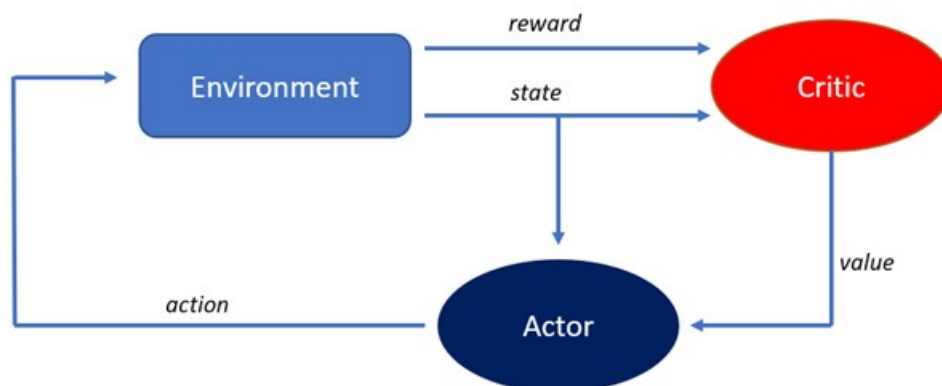 reward
Environment
Critic
state
value
action
Actor